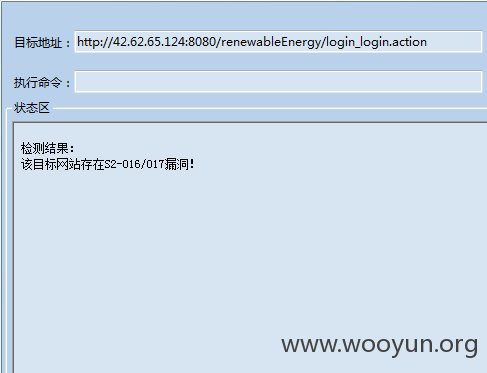 目标地址：http://42.62.65.124:8080/renewableEnergy/login_login.action
执行命令：
状态区
检测结果：
该目标网站存在S2-016/017漏洞!
www.wooyun.org